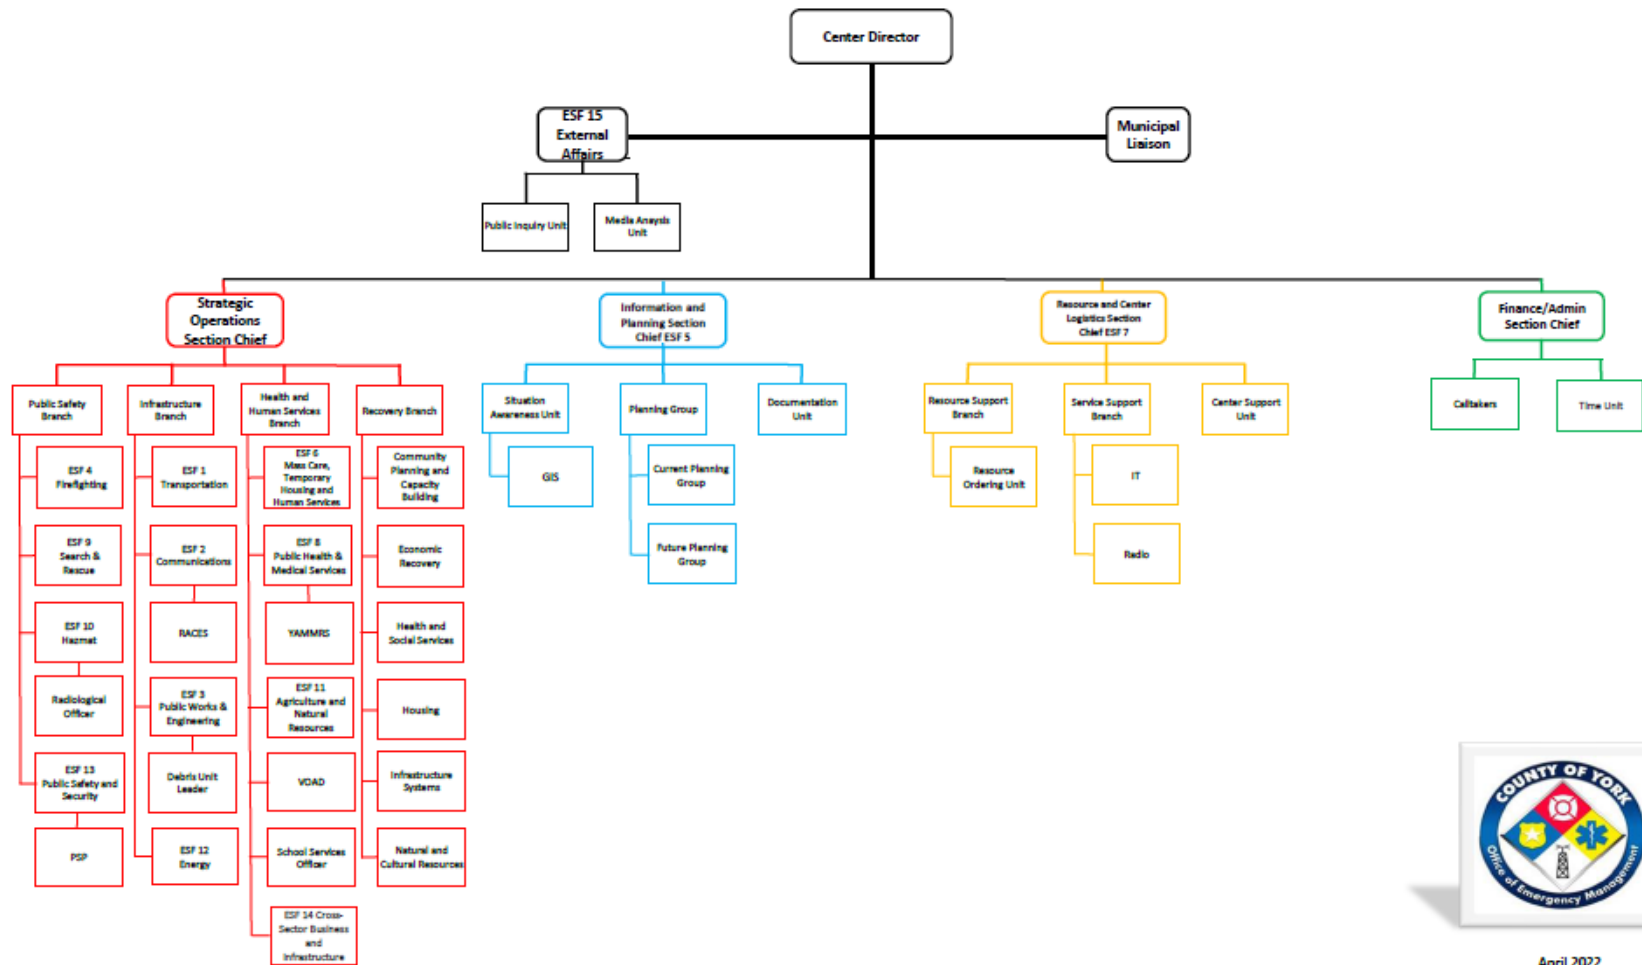 Center Director
ESF 15
External
Affairs
Municipal
Liaison
Public Inquiry Unit
Media Anaysis
Unit
Strategic
Operations
Section Chief
Information and
Planning Section
Chief ESF 5
Resource and Center
Logistics Section
Chief ESF 7
Finance/Admin
Section Chief
Public Safety
Branch
Infrastructure
Branch
Health and
Human Services
Branch
Recovery Branch
Situation
Awareness Unit
Planning Group
Documentation
Unit
Resource Support
Branch
Service Support
Branch
Center Support
Unit
Calltakers
Time Unit
ESF 4
Firefighting
ESF 1
Transportation
ESF 6
Mass Care,
Temporary
Housing and
Human Services
Community
Planning and
Capacity
Building
GIS
Current Planning
Group
Resource
Ordering Unit
IT
ESF 9
Search &
Rescue
ESF 2
Communications
ESF 8
Public Health &
Medical Services
Economic
Recovery
Future Planning
Group
Radio
ESF 10
Hazmat
RACES
YAMMRS
Health and
Social Services
Radiological
Officer
ESF 3
Public Works &
Engineering
ESF 11
Agriculture and
Natural
Resources
Housing
ESF 13
Public Safety and
Security
Debris Unit
Leader
VOAD
Infrastructure
Systems
PSP
ESF 12
Energy
School Services
Officer
Natural and
Cultural Resources
ESF 14 Cross-
Sector Business
and
Infrastructure
COUNTY OF YORK
Office of Emergency Management
April 2022